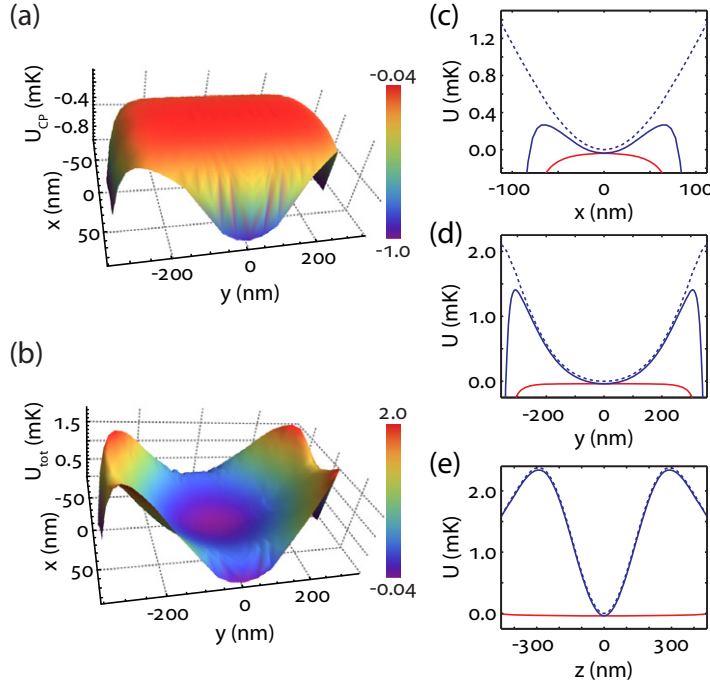 (a)
U_CP (mK)
-0.4
-0.8
-50
0
50
x (nm)
-200
0
200
y (nm)
-0.04
-1.0
(b)
U_tot (mK)
1.5
0.5
-50
0
50
x (nm)
-200
0
200
y (nm)
2.0
-0.04
(c)
U (mK)
1.2
0.8
0.4
0.0
-100
0
100
x (nm)
(d)
U (mK)
2.0
1.0
0.0
-200
0
200
y (nm)
(e)
U (mK)
2.0
1.0
0.0
-300
0
300
z (nm)